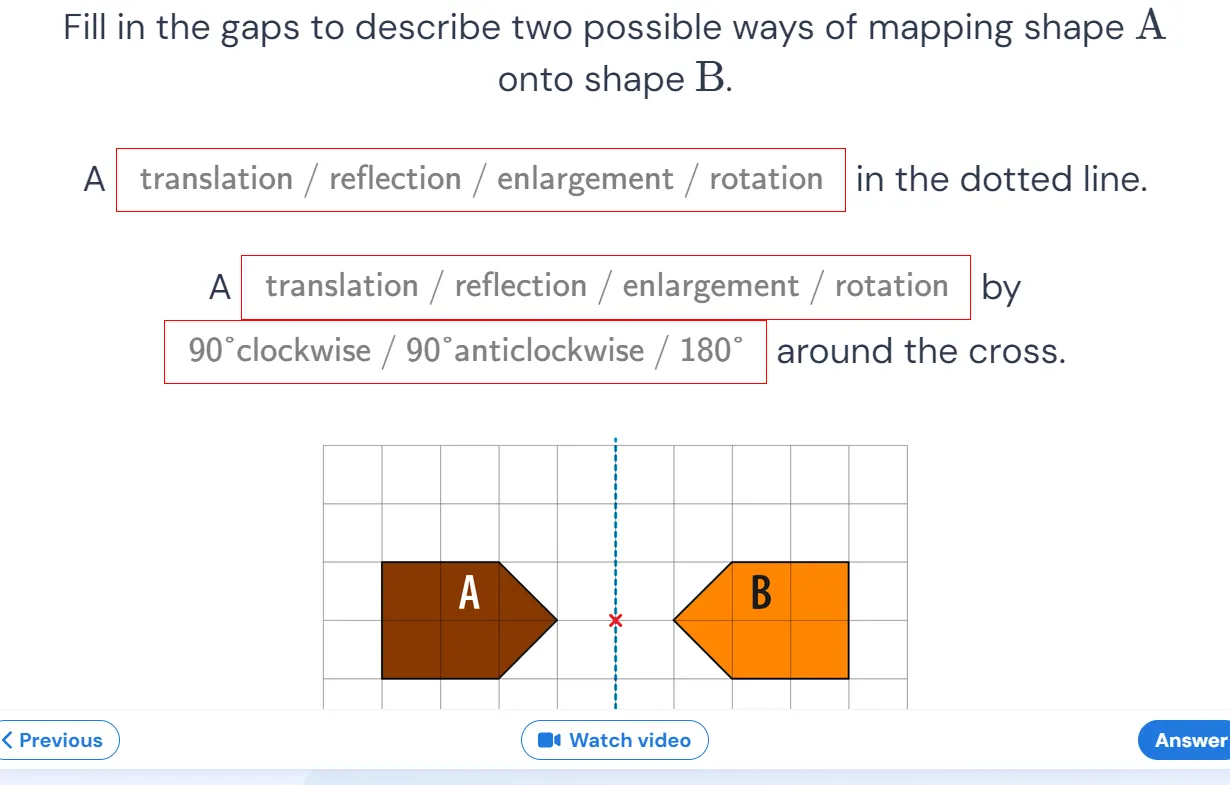 Fill in the gaps to describe two possible ways of mapping shape A
onto shape B.
A translation / reflection / enlargement / rotation in the dotted line.
A translation / reflection / enlargement / rotation by
90°clockwise / 90°anticlockwise / 180° around the cross.
A B
Previous Watch video Answer